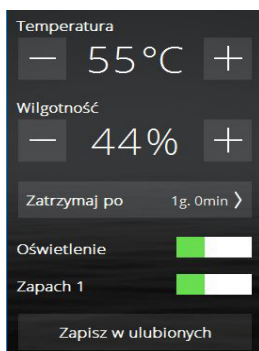 Temperatura
— 55°C +
Wilgotność
— 44% +
Zatrzymaj po 1g. 0min >
Oświetlenie
Zapach 1
Zapisz w ulubionych